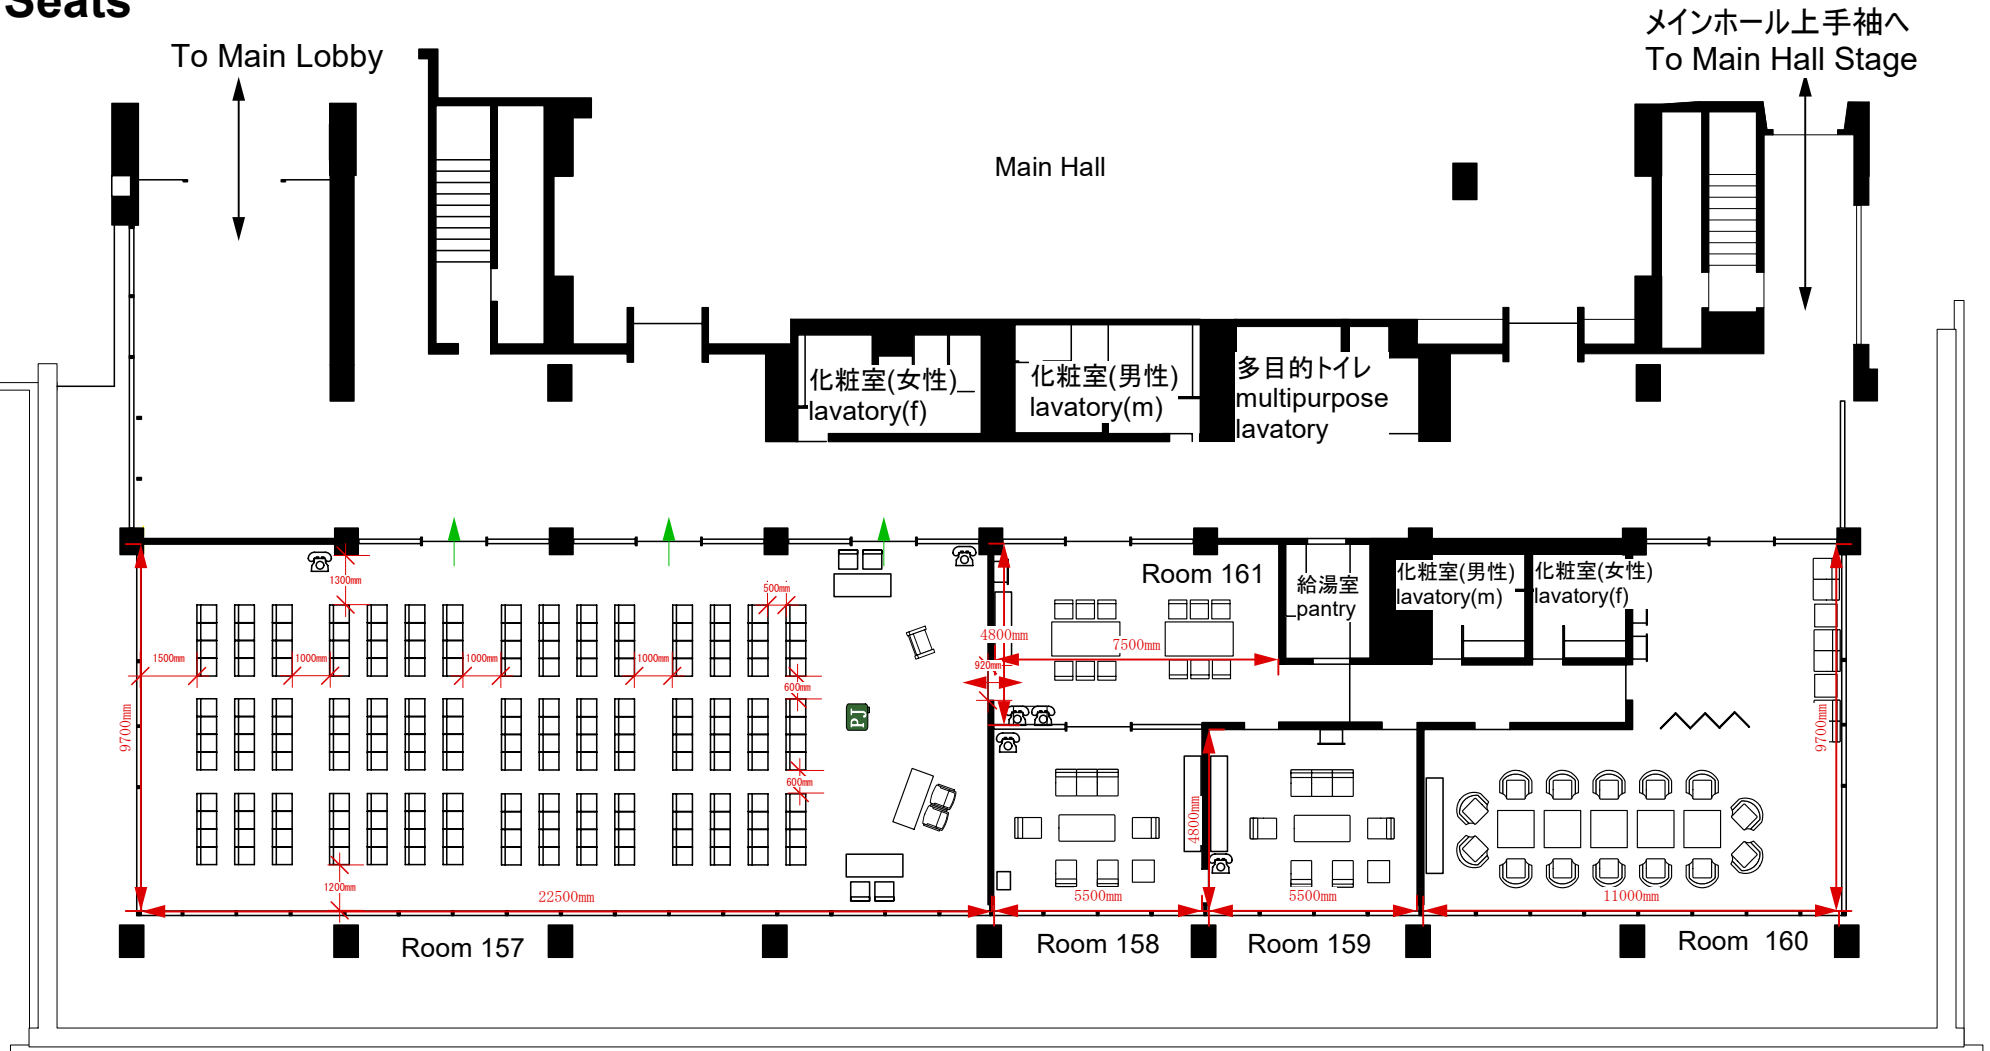 Seats
To Main Lobby
メインホール上手袖へ
To Main Hall Stage
Main Hall
化粧室(女性)
lavatory(f)
化粧室(男性)
lavatory(m)
多目的トイレ
multipurpose
lavatory
Room 161
給湯室
pantry
化粧室(男性)
lavatory(m)
化粧室(女性)
lavatory(f)
1300mm
500mm
4800mm
7500mm
1500mm
1000mm
1000mm
1000mm
920mm
600mm
9700mm
PJ
9700mm
600mm
4800mm
1200mm
22500mm
5500mm
5500mm
11000mm
Room 157
Room 158
Room 159
Room 160